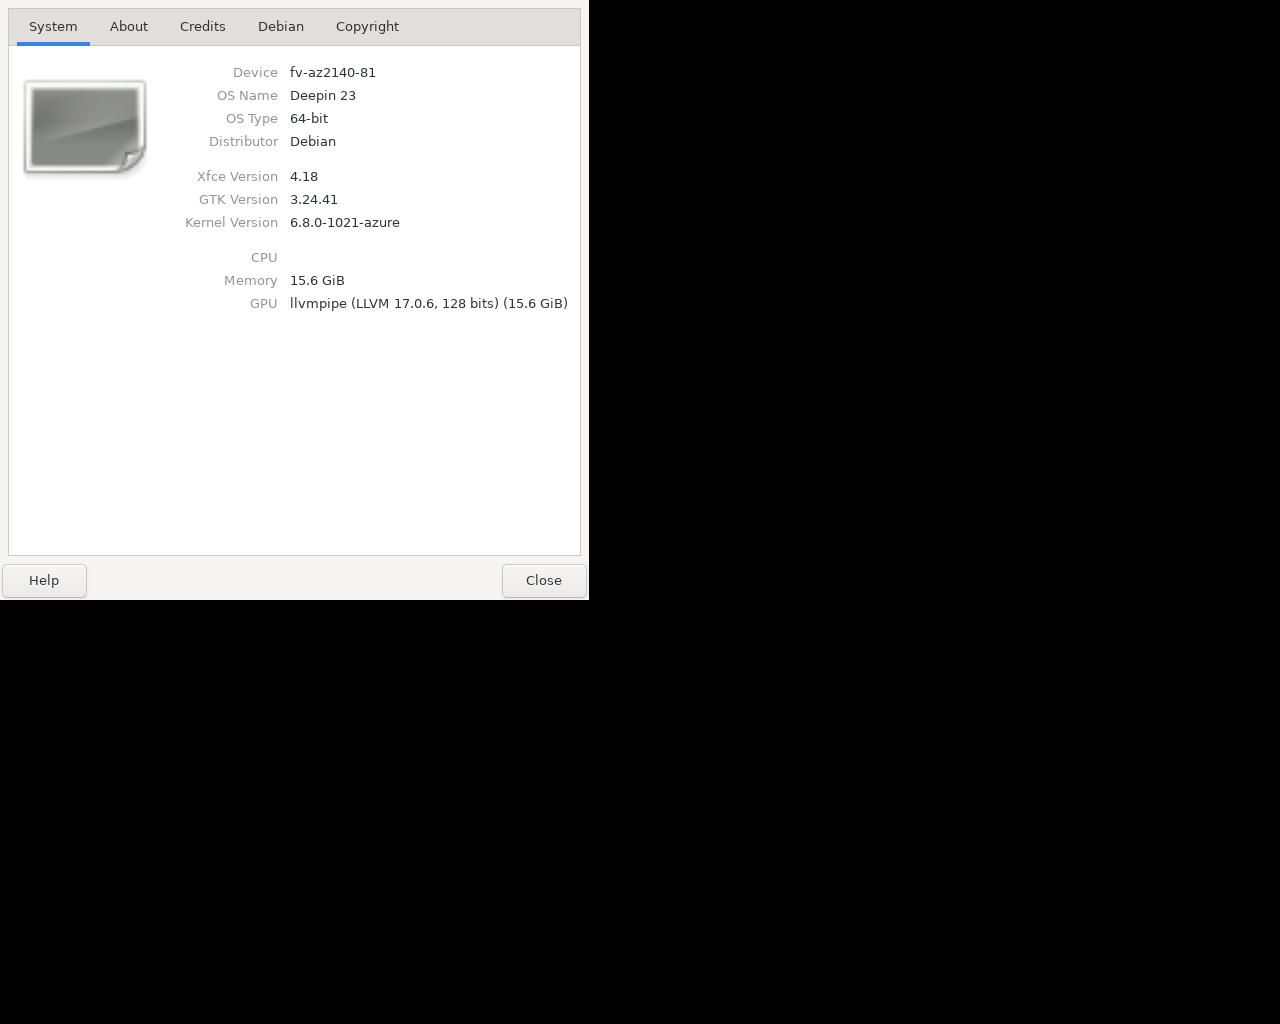 System About Credits Debian Copyright
Device fv-az2140-81
OS Name Deepin 23
OS Type 64-bit
Distributor Debian
Xfce Version 4.18
GTK Version 3.24.41
Kernel Version 6.8.0-1021-azure
CPU
Memory 15.6 GiB
GPU llvmpipe (LLVM 17.0.6, 128 bits) (15.6 GiB)
Help Close